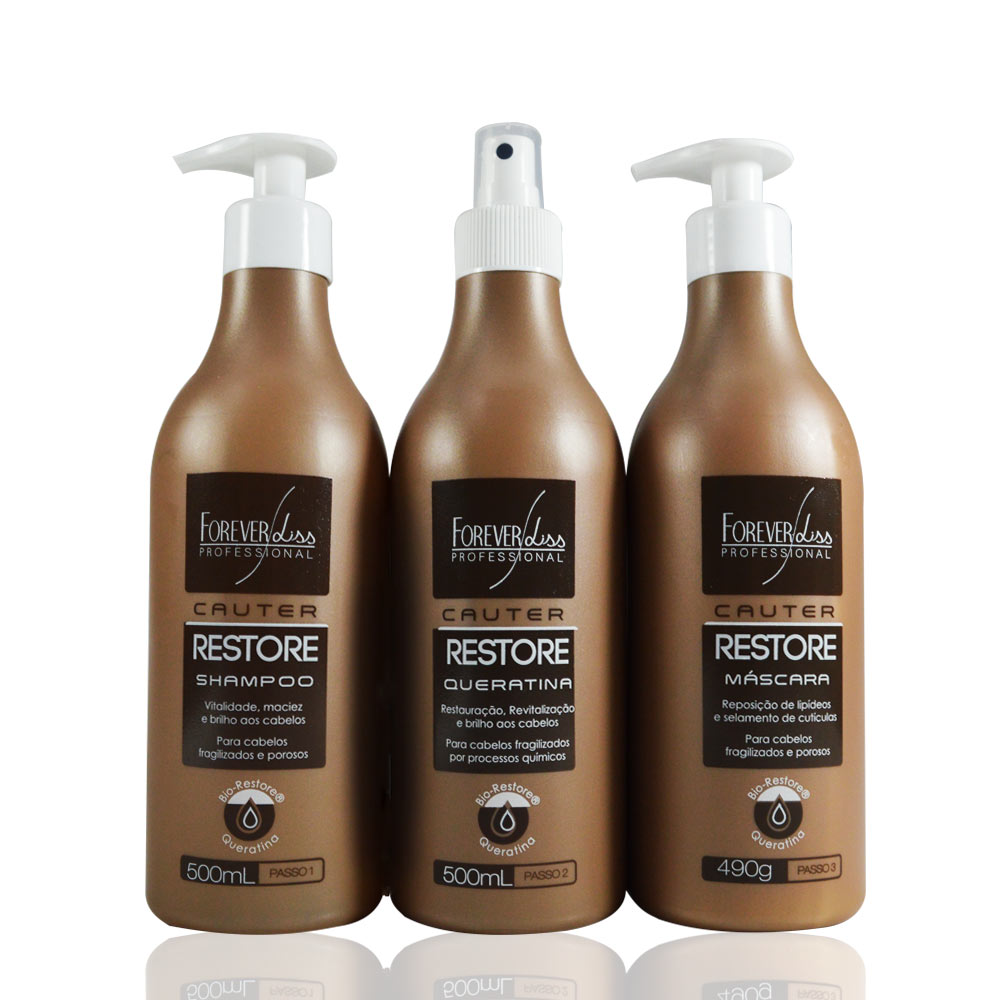 FOREVER Liss
PROFESSIONAL
CAUTER
RESTORE
SHAMPOO
Vitalidade, maciez
e brilho aos cabelos
Para cabelos
fragilizados e porosos
Bio-Restore®
Queratina
500mL PASSO 1
FOREVER Liss
PROFESSIONAL
CAUTER
RESTORE
QUERATINA
Restauração, Revitalização
e brilho aos cabelos
Para cabelos fragilizados
por processos químicos
Bio-Restore®
Queratina
500mL PASSO 2
FOREVER Liss
PROFESSIONAL
CAUTER
RESTORE
MÁSCARA
Reposição de lipídeos
e selamento de cutículas
Para cabelos
fragilizados e porosos
Bio-Restore®
Queratina
490g PASSO 3